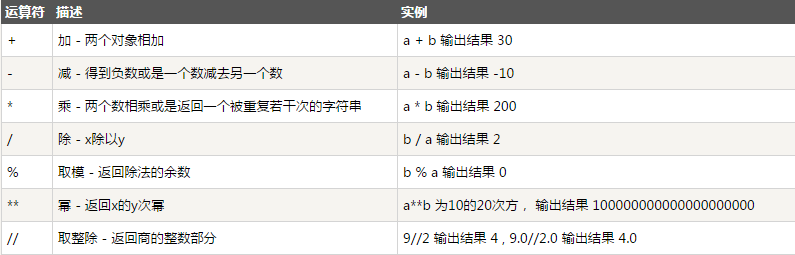 运算符 描述 实例
+ 加 - 两个对象相加 a + b 输出结果 30
- 减 - 得到负数或是一个数减去另一个数 a - b 输出结果 -10
* 乘 - 两个数相乘或是返回一个被重复若干次的字符串 a * b 输出结果 200
/ 除 - x除以y b / a 输出结果 2
% 取模 - 返回除法的余数 b % a 输出结果 0
** 幂 - 返回x的y次幂 a**b 为10的20次方， 输出结果 100000000000000000000
// 取整除 - 返回商的整数部分 9//2 输出结果 4 , 9.0//2.0 输出结果 4.0